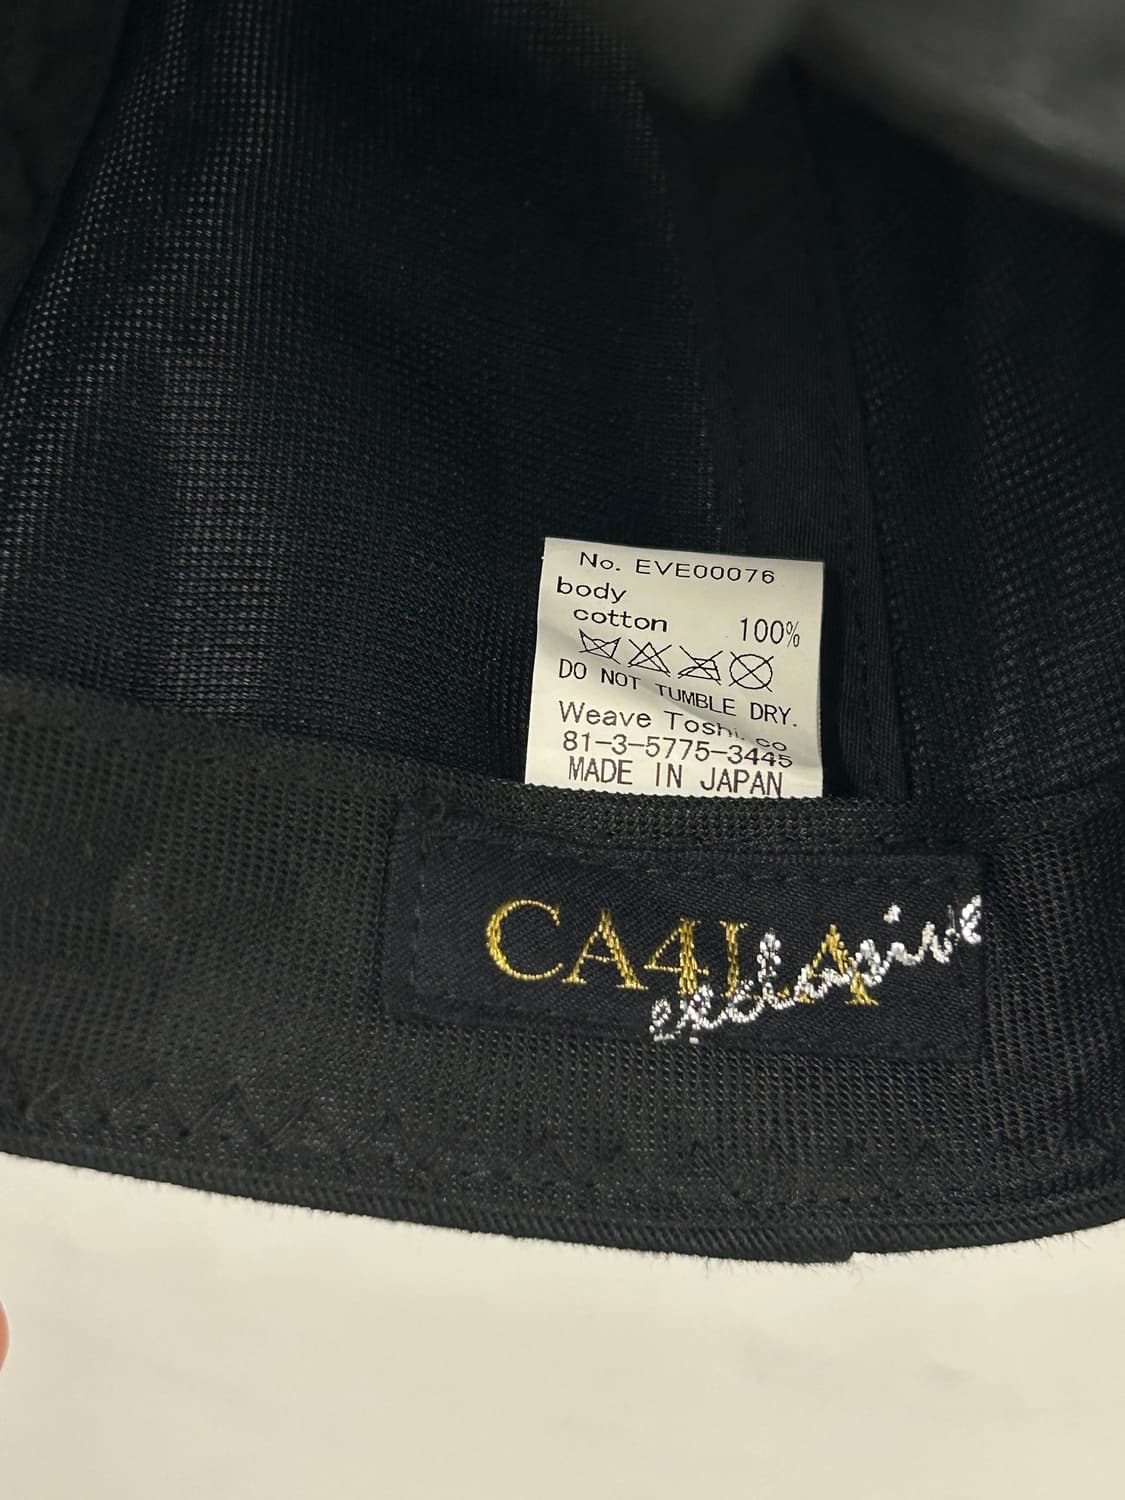 No. EVE00076
body
cotton 100%
DO NOT TUMBLE DRY.
Weave Toshi. co
81-3-5775-3445
MADE IN JAPAN
CA4LA
exclusive